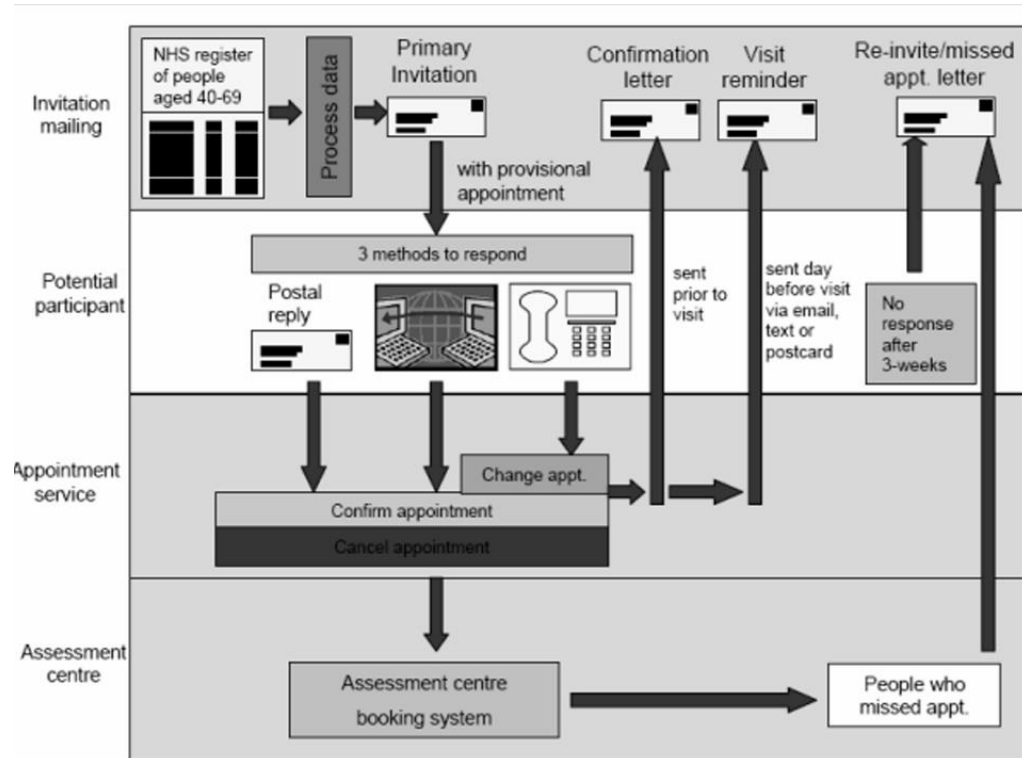 Invitation
mailing
NHS register
of people
aged 40-69
Process data
Primary
Invitation
Confirmation
letter
Visit
reminder
Re-invite/missed
appt. letter
with provisional
appointment
Potential
participant
3 methods to respond
Postal
reply
sent
prior to
visit
sent day
before visit
via email,
text or
postcard
No
response
after
3-weeks
Appointment
service
Change appt.
Confirm appointment
Cancel appointment
Assessment
centre
Assessment centre
booking system
People who
missed appt.